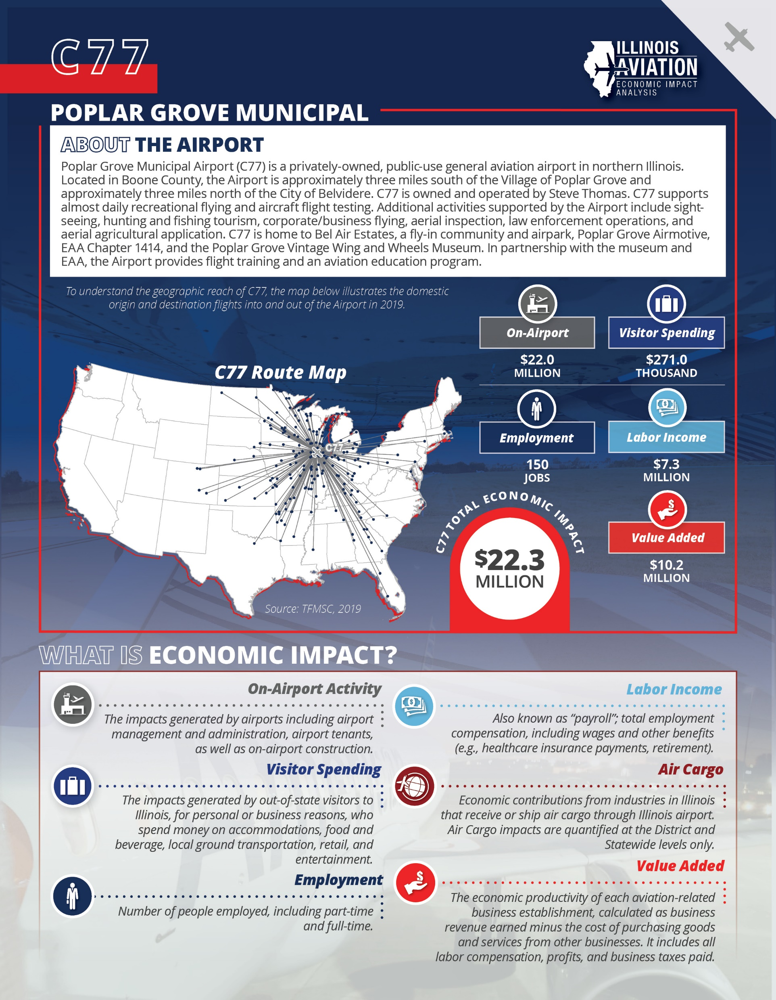 C77
ILLINOIS
AVIATION
ECONOMIC IMPACT
ANALYSIS
POPLAR GROVE MUNICIPAL
ABOUT THE AIRPORT
Poplar Grove Municipal Airport (C77) is a privately-owned, public-use general aviation airport in northern Illinois.
Located in Boone County, the Airport is approximately three miles south of the Village of Poplar Grove and
approximately three miles north of the City of Belvidere. C77 is owned and operated by Steve Thomas. C77 supports
almost daily recreational flying and aircraft flight testing. Additional activities supported by the Airport include sight-
seeing, hunting and fishing tourism, corporate/business flying, aerial inspection, law enforcement operations, and
aerial agricultural application. C77 is home to Bel Air Estates, a fly-in community and airpark, Poplar Grove Airmotive,
EAA Chapter 1414, and the Poplar Grove Vintage Wing and Wheels Museum. In partnership with the museum and
EAA, the Airport provides flight training and an aviation education program.
To understand the geographic reach of C77, the map below illustrates the domestic
origin and destination flights into and out of the Airport in 2019.
C77 Route Map
C77
Source: TFMSC, 2019
On-Airport
$22.0
MILLION
Visitor Spending
$271.0
THOUSAND
Employment
150
JOBS
Labor Income
$7.3
MILLION
C77 TOTAL ECONOMIC IMPACT
$22.3
MILLION
Value Added
$10.2
MILLION
WHAT IS ECONOMIC IMPACT?
On-Airport Activity
The impacts generated by airports including airport
management and administration, airport tenants,
as well as on-airport construction.
Visitor Spending
The impacts generated by out-of-state visitors to
Illinois, for personal or business reasons, who
spend money on accommodations, food and
beverage, local ground transportation, retail, and
entertainment.
Employment
Number of people employed, including part-time
and full-time.
Labor Income
Also known as “payroll”; total employment
compensation, including wages and other benefits
(e.g., healthcare insurance payments, retirement).
Air Cargo
Economic contributions from industries in Illinois
that receive or ship air cargo through Illinois airport.
Air Cargo impacts are quantified at the District and
Statewide levels only.
Value Added
The economic productivity of each aviation-related
business establishment, calculated as business
revenue earned minus the cost of purchasing goods
and services from other businesses. It includes all
labor compensation, profits, and business taxes paid.